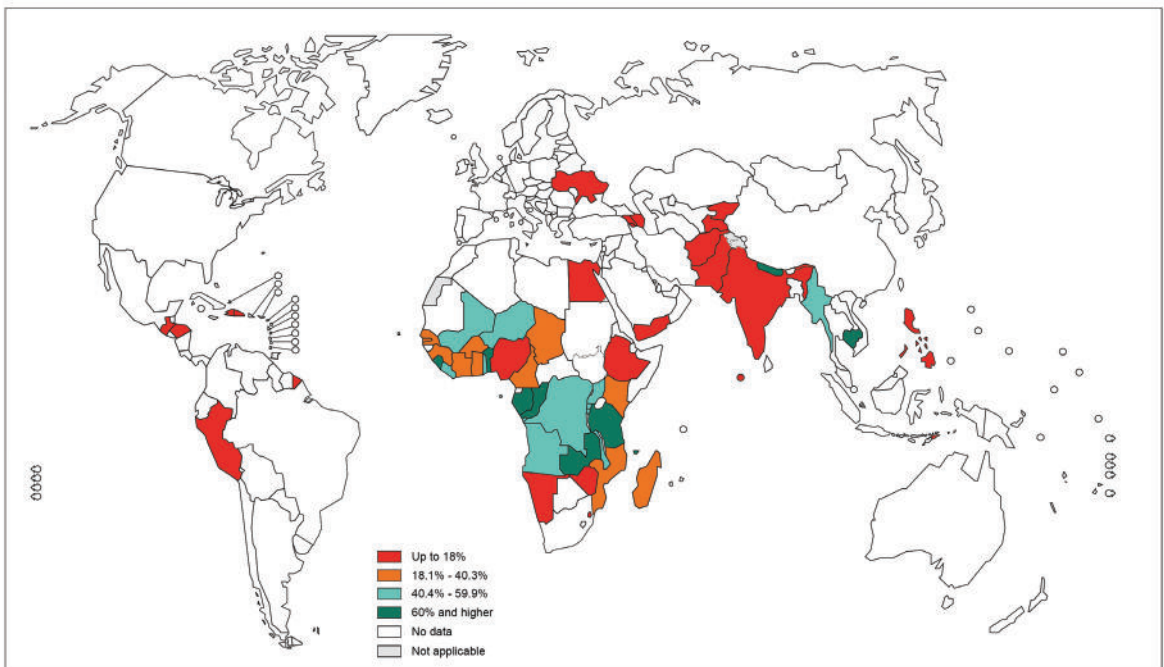 Up to 18%
18.1% - 40.3%
40.4% - 59.9%
60% and higher
No data
Not applicable